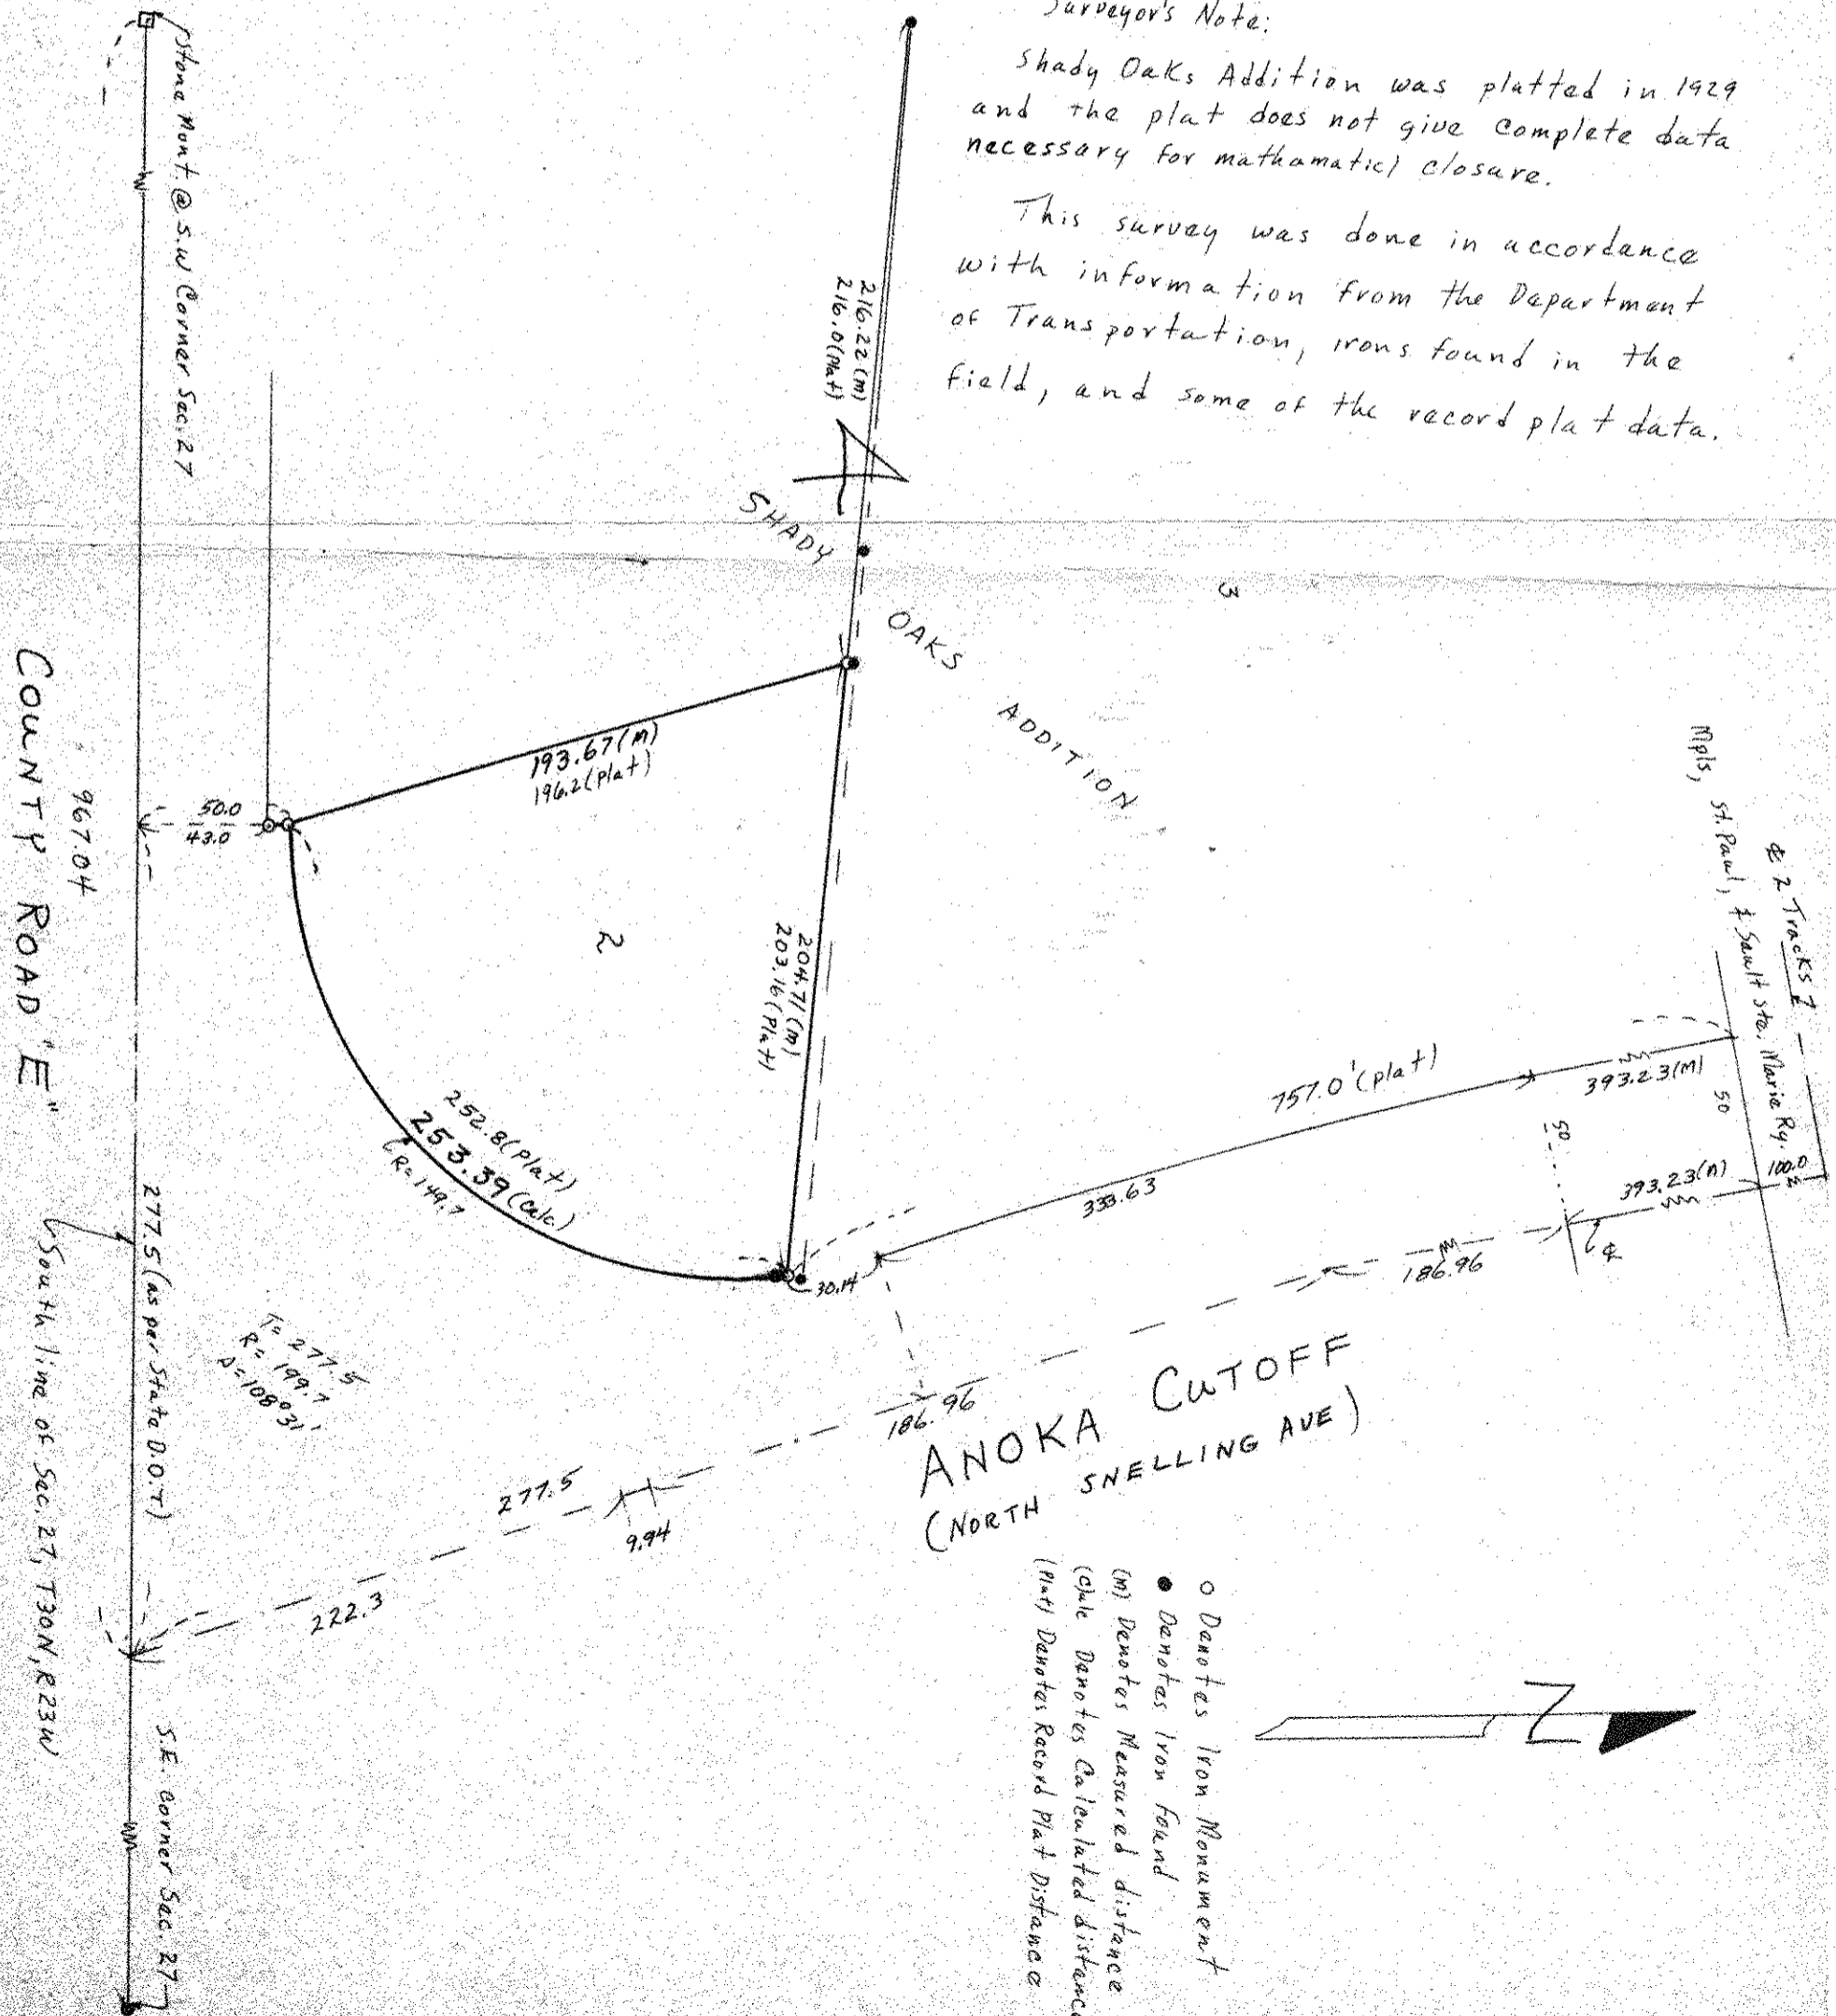 Surveyor's Note:
Shady Oaks Addition was platted in 1929
and the plat does not give complete data
necessary for mathamaticl closure.
This survey was done in accordance
with information from the Department
of Transportation, irons found in the
field, and some of the record plat data.
Stone Mont. @ S.W Corner Sec. 27
216.22 (m)
216.0 (Plat)
SHADY
OAKS
ADDITION
3
193.67 (M)
196.2 (plat)
50.0
43.0
2
204.71 (m)
203.16 (Plat)
252.8 (Plat)
253.39 (Calc)
R=149.7
30.14
COUNTY ROAD "E"
967.04
277.5 (as per State D.O.T)
South line of Sec. 27, T30N, R23W
T= 277.5
R= 199.7
D=108°31'
S.E. Corner Sec. 27
℄ 2 Tracks
Mpls, St. Paul, & Sault Ste. Marie Ry.
757.0' (plat)
393.23 (M)
50
50
393.23 (M)
100.0
℄
333.63
186.96
186.96
277.5
9.94
222.3
ANOKA CUTOFF
(NORTH SNELLING AVE)
o Denotes Iron Monument
● Denotes Iron found
(m) Denotes Measured distance
(c)alc Denotes Calculated distance
(Plat) Denotes Record Plat Distance
N